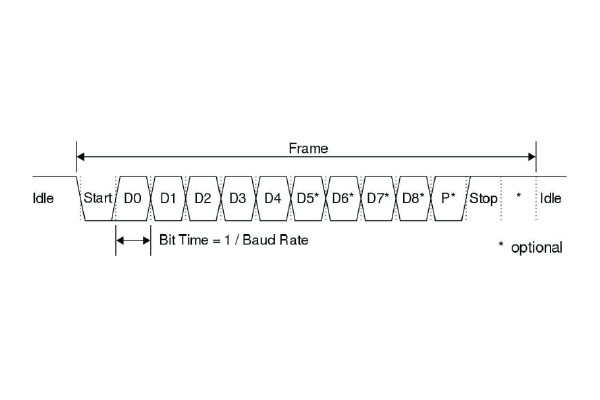 Frame
Idle Start D0 D1 D2 D3 D4 D5* D6* D7* D8* P* Stop * Idle
Bit Time = 1 / Baud Rate
* optional